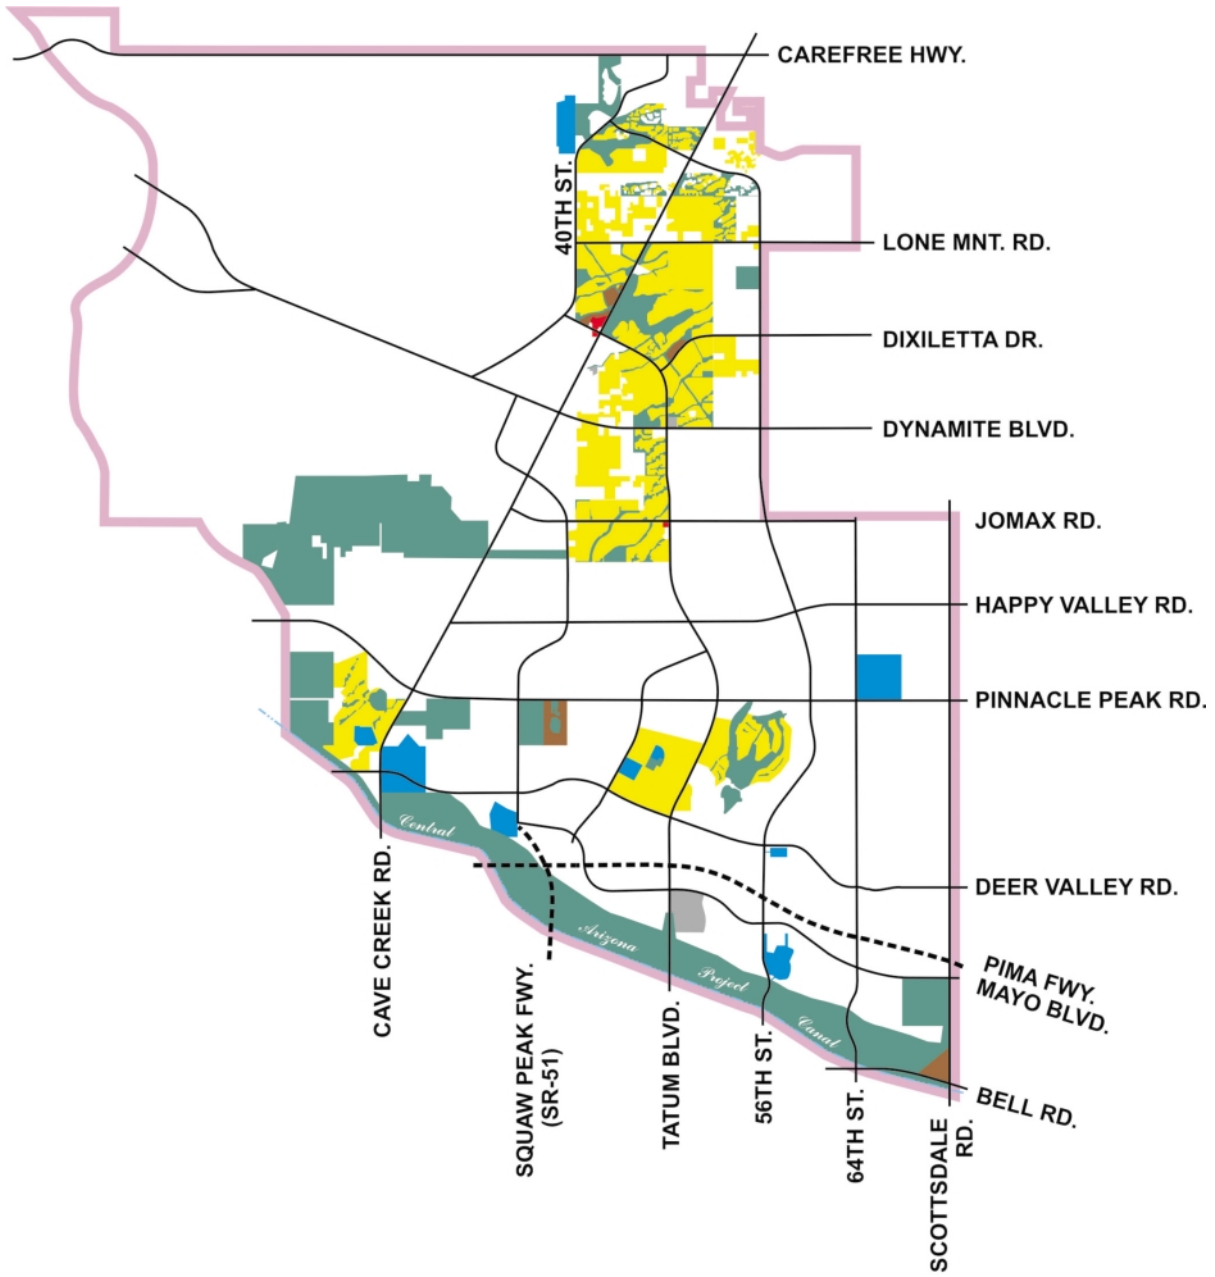 CAREFREE HWY.
40TH ST.
LONE MNT. RD.
DIXILETTA DR.
DYNAMITE BLVD.
JOMAX RD.
HAPPY VALLEY RD.
PINNACLE PEAK RD.
DEER VALLEY RD.
PIMA FWY.
MAYO BLVD.
BELL RD.
Central
Arizona
Project
Canal
CAVE CREEK RD.
SQUAW PEAK FWY.
(SR-51)
TATUM BLVD.
56TH ST.
64TH ST.
SCOTTSDALE
RD.